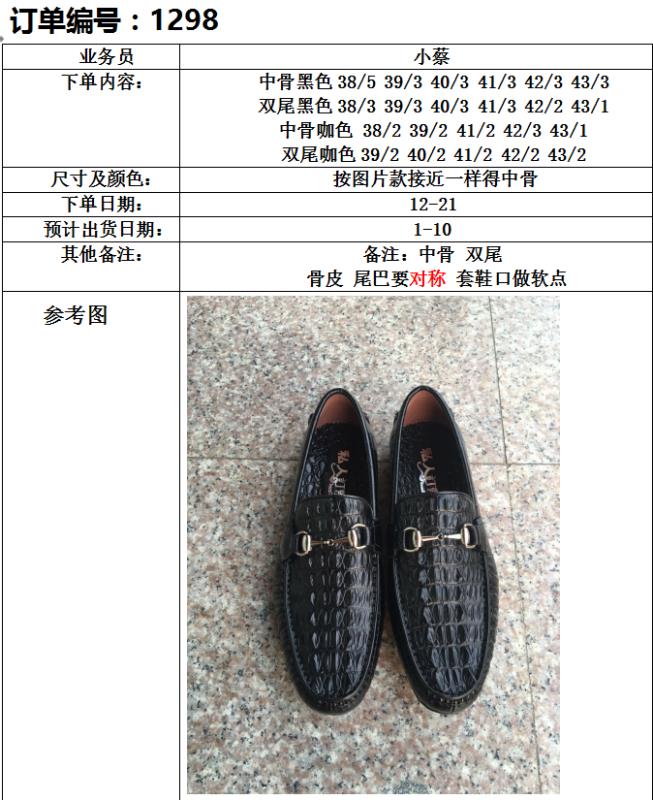 订单编号：1298
业务员
小蔡
下单内容：
中骨黑色 38/5 39/3 40/3 41/3 42/3 43/3
双尾黑色 38/3 39/3 40/3 41/3 42/2 43/1
中骨咖色 38/2 39/2 41/2 42/3 43/1
双尾咖色 39/2 40/2 41/2 42/2 43/2
尺寸及颜色：
按图片款接近一样得中骨
下单日期：
12-21
预计出货日期：
1-10
其他备注：
备注：中骨 双尾
骨皮 尾巴要对称 套鞋口做软点
参考图
私人订